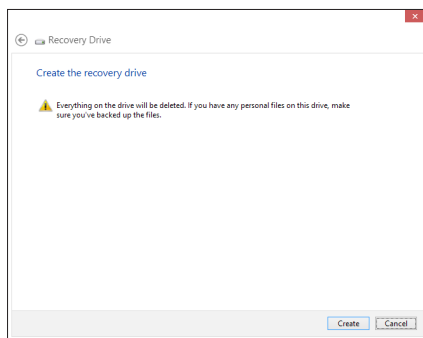 Recovery Drive
Create the recovery drive
Everything on the drive will be deleted. If you have any personal files on this drive, make
sure you've backed up the files.
Create Cancel